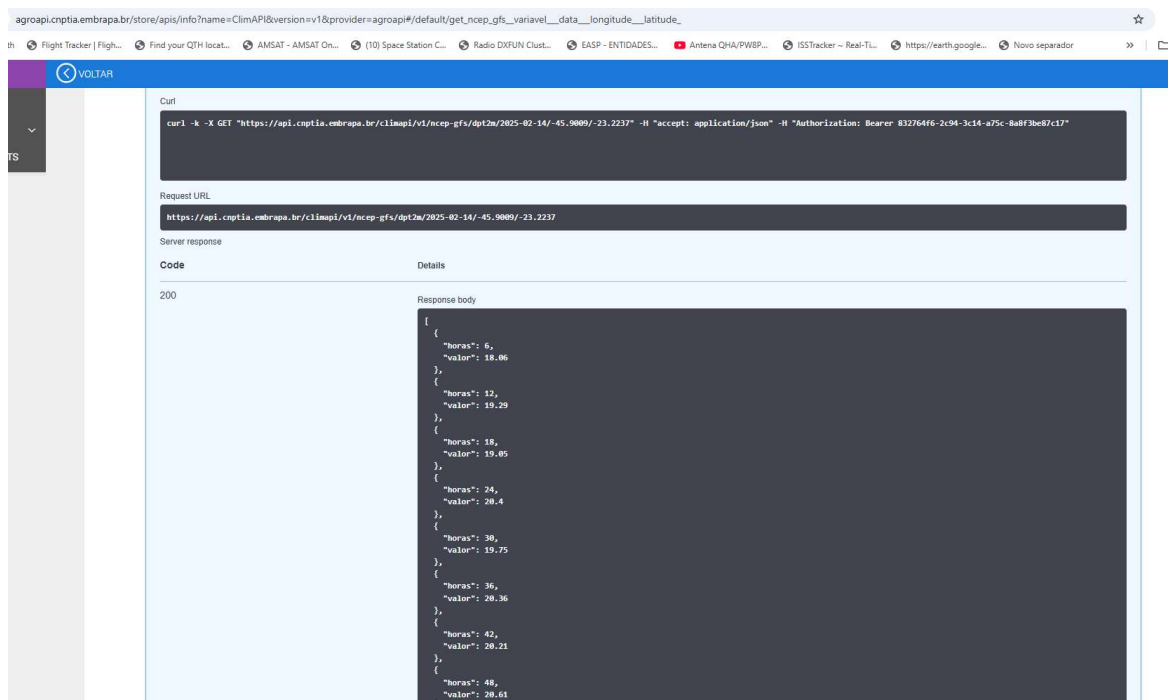 agroapi.cnptia.embrapa.br/store/apis/info?name=ClimAPI&version=v1&provider=agroapi#/default/get_ncep_gfs__variavel___data___longitude___latitude_
th Flight Tracker | Fligh... Find your QTH locat... AMSAT - AMSAT On... (10) Space Station C... Radio DXFUN Clust... EASP - ENTIDADES... Antena QHA/PW8P... ISSTracker ~ Real-Ti... https://earth.google... Novo separador »
VOLTAR
TS
Curl
curl -k -X GET "https://api.cnptia.embrapa.br/climapi/v1/ncep-gfs/dpt2m/2025-02-14/-45.9009/-23.2237" -H "accept: application/json" -H "Authorization: Bearer 832764f6-2c94-3c14-a75c-8a8f3be87c17"
Request URL
https://api.cnptia.embrapa.br/climapi/v1/ncep-gfs/dpt2m/2025-02-14/-45.9009/-23.2237
Server response
Code Details
200
Response body
[
{
"horas": 6,
"valor": 18.06
},
{
"horas": 12,
"valor": 19.29
},
{
"horas": 18,
"valor": 19.05
},
{
"horas": 24,
"valor": 20.4
},
{
"horas": 30,
"valor": 19.75
},
{
"horas": 36,
"valor": 20.36
},
{
"horas": 42,
"valor": 20.21
},
{
"horas": 48,
"valor": 20.61